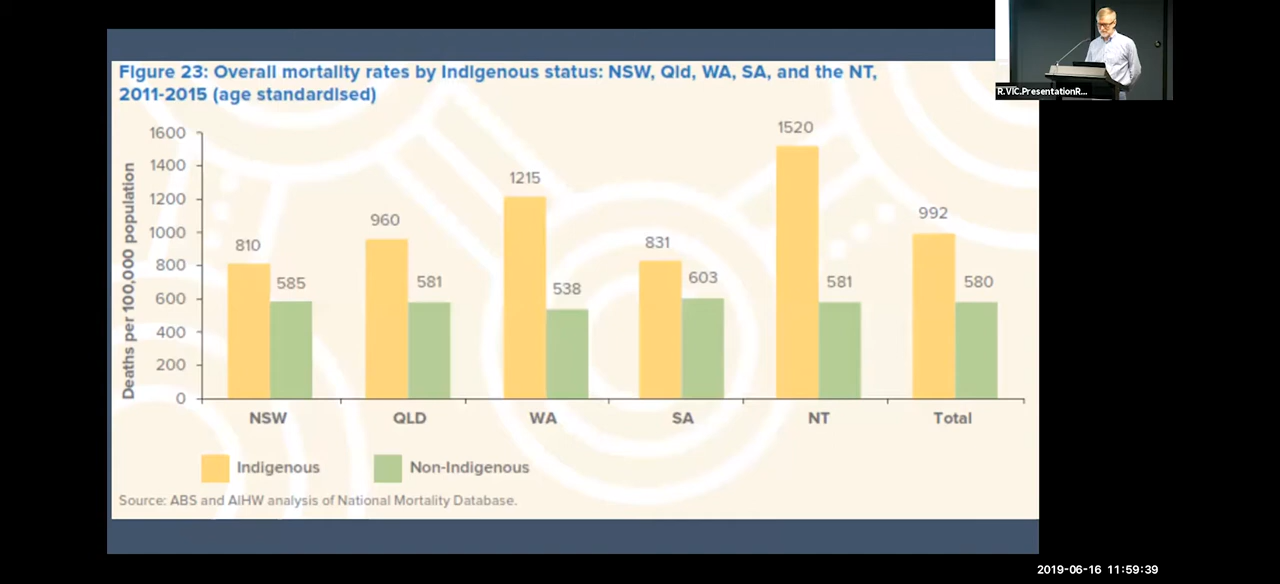 Figure 23: Overall mortality rates by Indigenous status: NSW, Qld, WA, SA, and the NT,
2011-2015 (age standardised)
R.VIC.PresentationR...
Deaths per 100,000 population
1600
1400
1200
1000
800
600
400
200
0
810
585
960
581
1215
538
831
603
1520
581
992
580
NSW
QLD
WA
SA
NT
Total
Indigenous
Non-Indigenous
Source: ABS and AIHW analysis of National Mortality Database.
2019-06-16 11:59:39